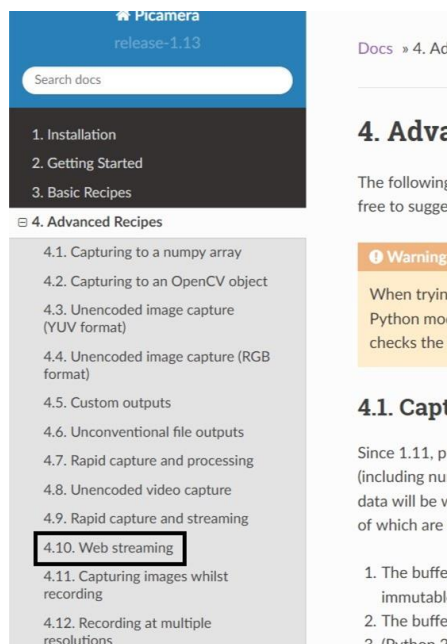 Picamera
release-1.13
Search docs
1. Installation
2. Getting Started
3. Basic Recipes
4. Advanced Recipes
4.1. Capturing to a numpy array
4.2. Capturing to an OpenCV object
4.3. Unencoded image capture
(YUV format)
4.4. Unencoded image capture (RGB
format)
4.5. Custom outputs
4.6. Unconventional file outputs
4.7. Rapid capture and processing
4.8. Unencoded video capture
4.9. Rapid capture and streaming
4.10. Web streaming
4.11. Capturing images whilst
recording
4.12. Recording at multiple
resolutions
Docs » 4. Ad
4. Adva
The following
free to sugge
Warning
When tryin
Python mo
checks the
4.1. Capt
Since 1.11, p
(including nu
data will be w
of which are
1. The buffe
immutabl
2. The buffe
3. (Python 3